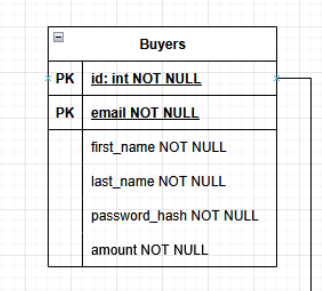 Buyers
PK id: int NOT NULL
PK email NOT NULL
first_name NOT NULL
last_name NOT NULL
password_hash NOT NULL
amount NOT NULL